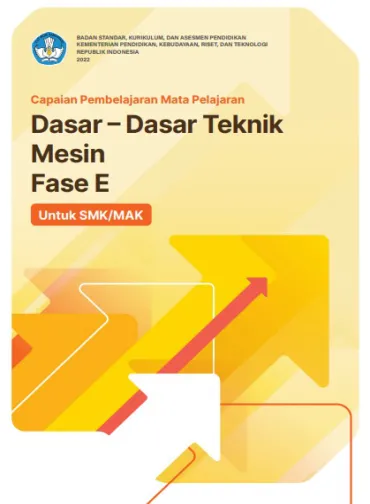 BADAN STANDAR, KURIKULUM, DAN ASESMEN PENDIDIKAN
KEMENTERIAN PENDIDIKAN, KEBUDAYAAN, RISET, DAN TEKNOLOGI
REPUBLIK INDONESIA
2022
Capaian Pembelajaran Mata Pelajaran
Dasar – Dasar Teknik
Mesin
Fase E
Untuk SMK/MAK